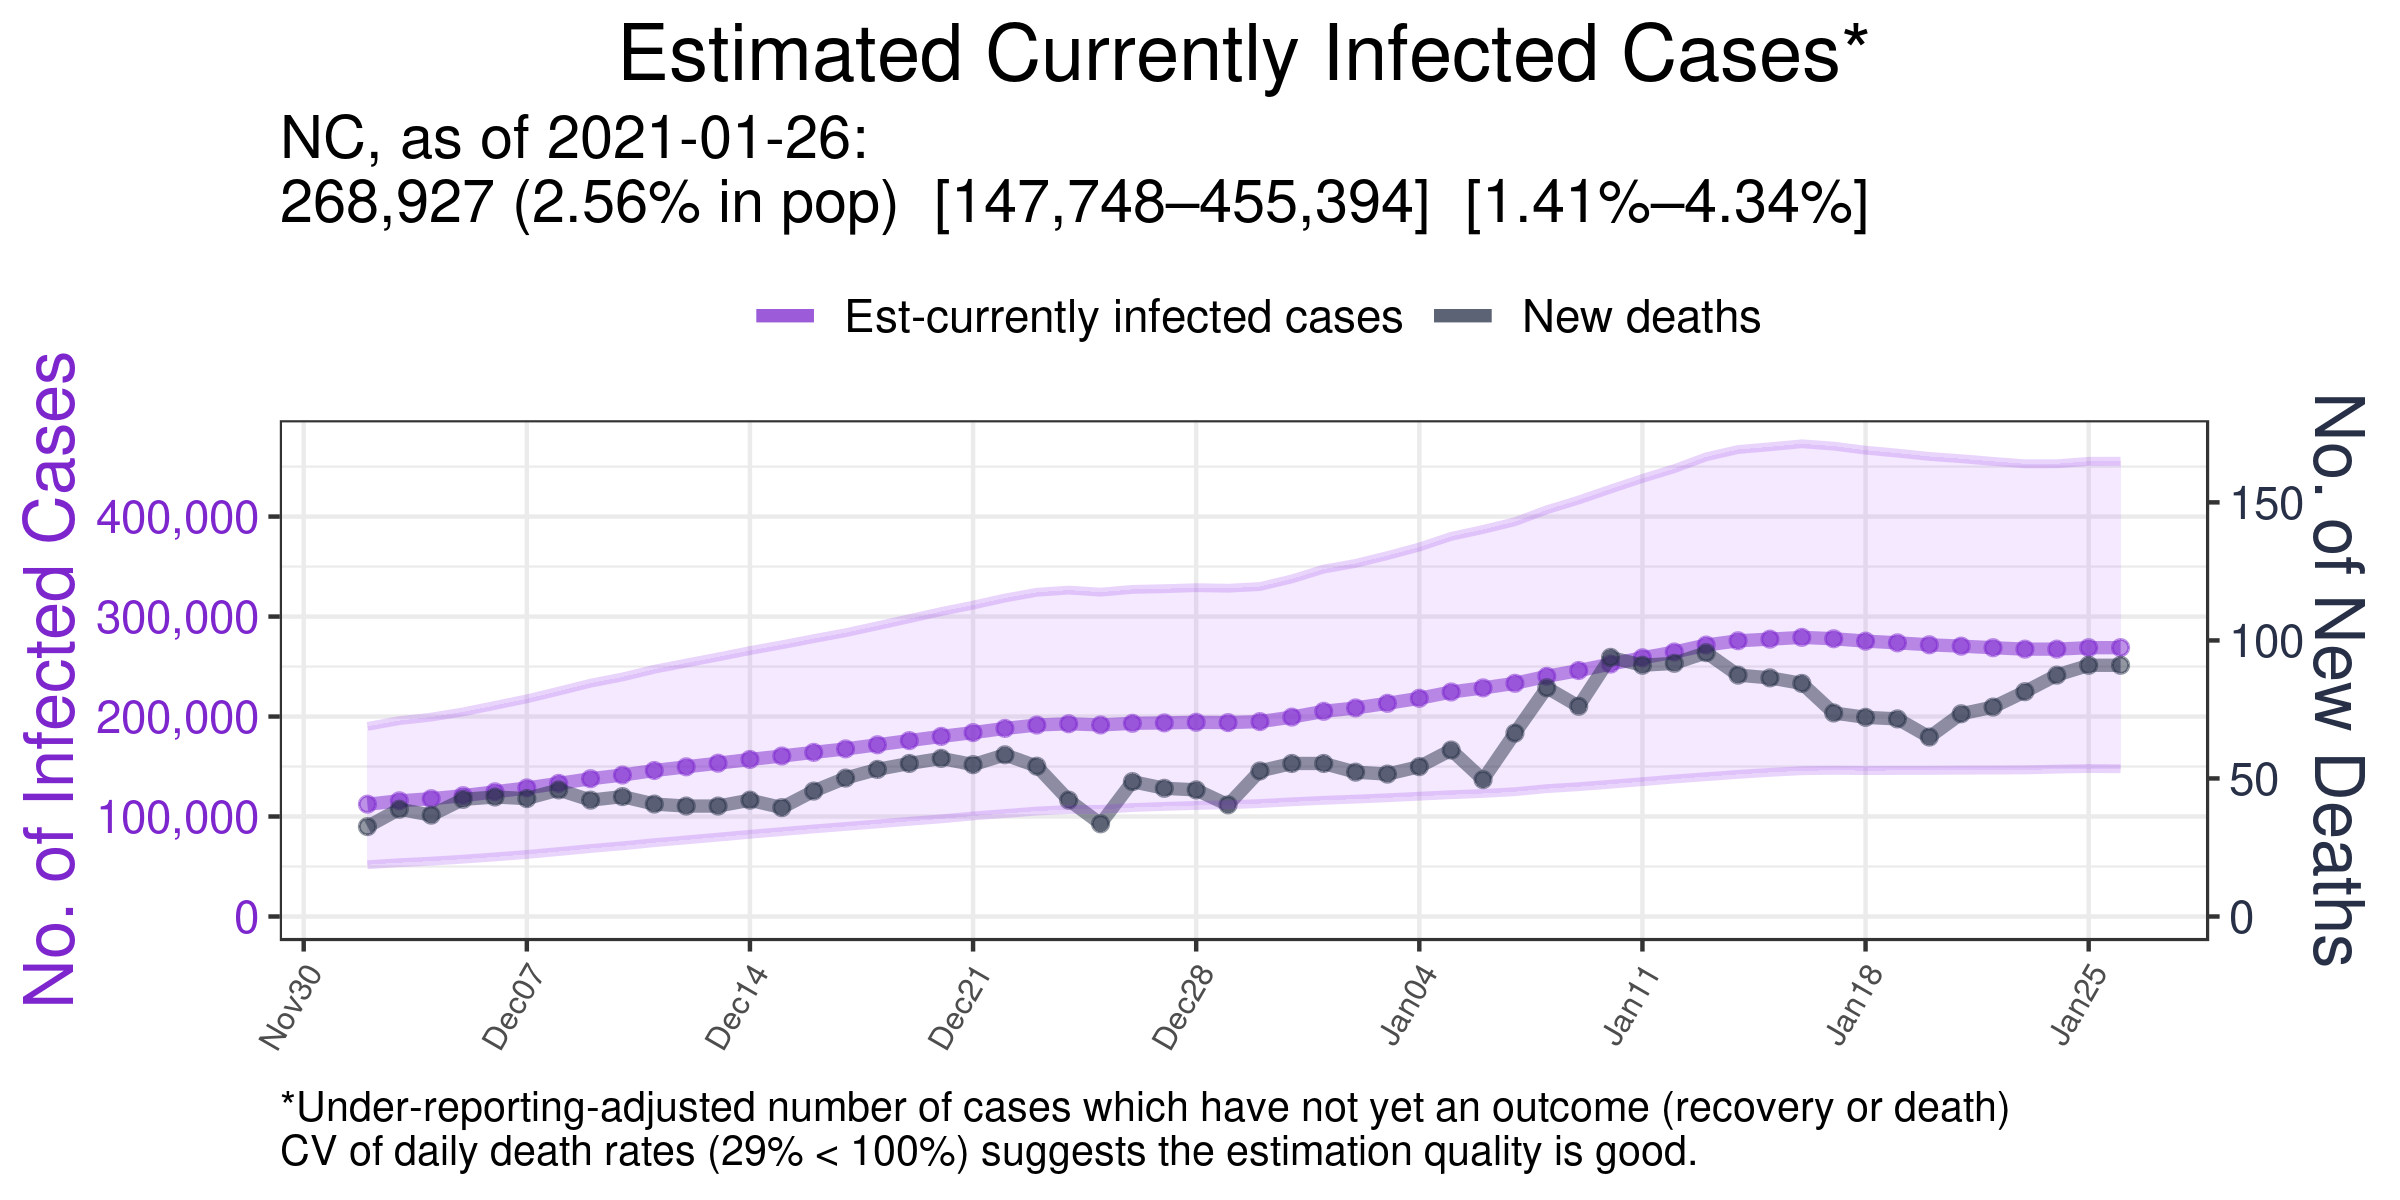 Estimated Currently Infected Cases*
NC, as of 2021-01-26:
268,927 (2.56% in pop)  [147,748–455,394]  [1.41%–4.34%]
Est-currently infected cases
New deaths
No. of Infected Cases
400,000
300,000
200,000
100,000
0
150
100
50
0
No. of New Deaths
Nov30
Dec07
Dec14
Dec21
Dec28
Jan04
Jan11
Jan18
Jan25
*Under-reporting-adjusted number of cases which have not yet an outcome (recovery or death)
CV of daily death rates (29% < 100%) suggests the estimation quality is good.